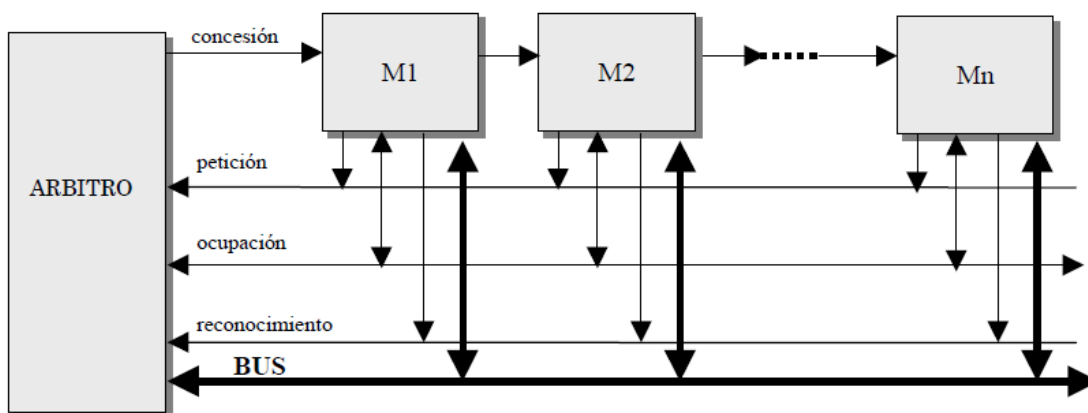 concesión
M1
M2
Mn
petición
ARBITRO
ocupación
reconocimiento
BUS